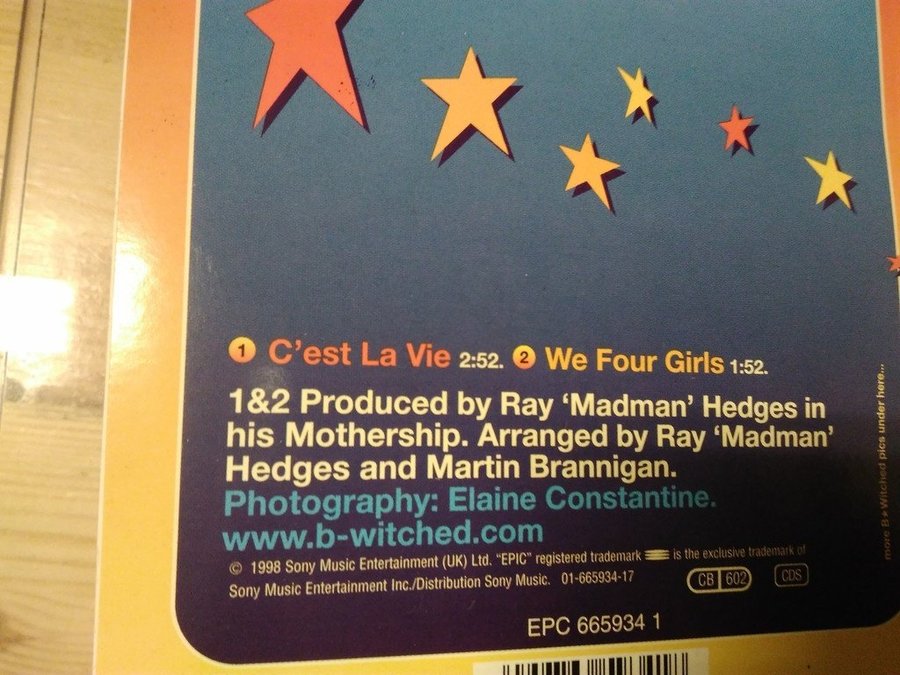 1 C'est La Vie 2:52. 2 We Four Girls 1:52.
1&2 Produced by Ray 'Madman' Hedges in
his Mothership. Arranged by Ray 'Madman'
Hedges and Martin Brannigan.
Photography: Elaine Constantine.
www.b-witched.com
© 1998 Sony Music Entertainment (UK) Ltd. "EPIC" registered trademark is the exclusive trademark of
Sony Music Entertainment Inc./Distribution Sony Music. 01-665934-17
CB 602 CDS
EPC 665934 1
more B★Witched pics under here...